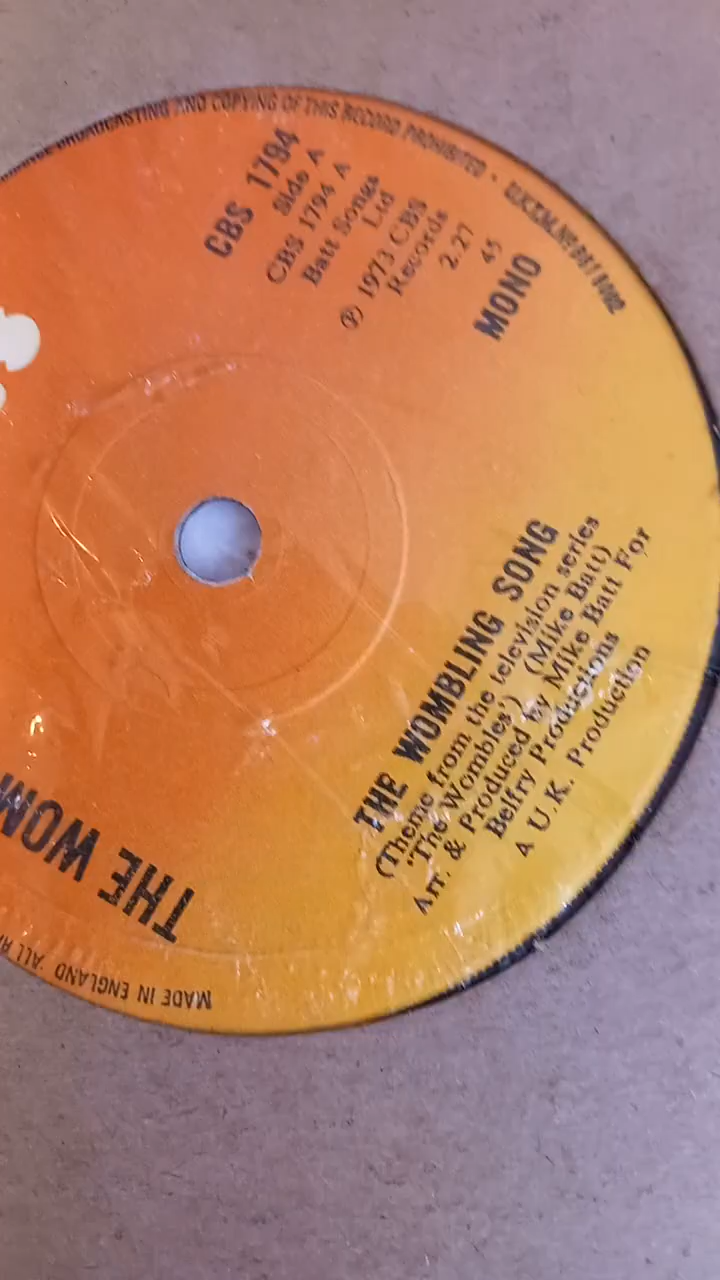 BROADCASTING AND COPYING OF THIS RECORD PROHIBITED ·
CBS 1794
Side A
CBS 1794 A
Batt Songs
Ltd
℗ 1973 CBS
Records
2.27
45
MONO
THE WOMBLING SONG
(Theme from the television series
'The Wombles') (Mike Batt)
Arr. & Produced by Mike Batt For
Belfry Productions
A U.K. Production
THE WOM
MADE IN ENGLAND ALL